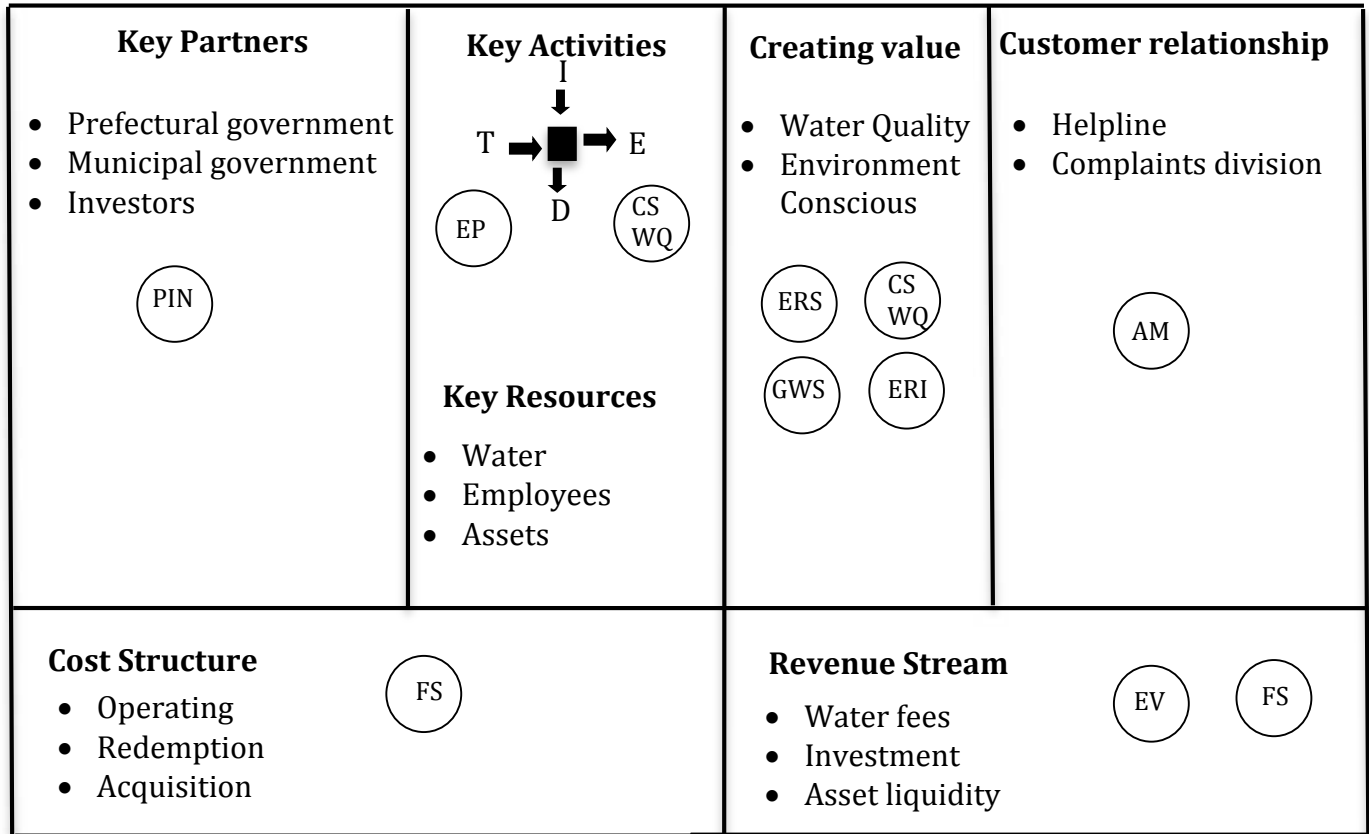 Key Partners
• Prefectural government
• Municipal government
• Investors
PIN
Key Activities
I
T
E
D
EP
CS
WQ
Key Resources
• Water
• Employees
• Assets
Creating value
• Water Quality
• Environment
Conscious
ERS
CS
WQ
GWS
ERI
Customer relationship
• Helpline
• Complaints division
AM
Cost Structure
• Operating
• Redemption
• Acquisition
FS
Revenue Stream
• Water fees
• Investment
• Asset liquidity
EV
FS